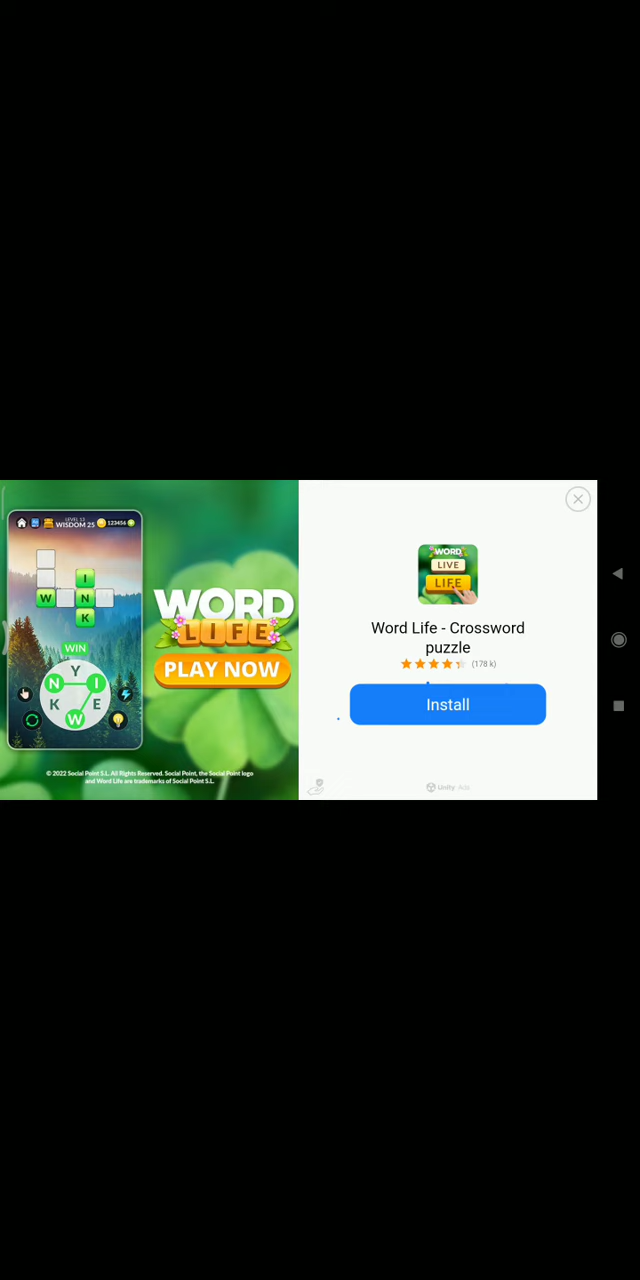 LEVEL 13
WISDOM 25
123456
I
W N
K
WIN
Y
N I
K E
W
WORD
LIFE
PLAY NOW
© 2022 Social Point S.L. All Rights Reserved. Social Point, the Social Point logo
and Word Life are trademarks of Social Point S.L.
WORD
LIVE
LIFE
Word Life - Crossword
puzzle
(178 k)
Install
Unity Ads